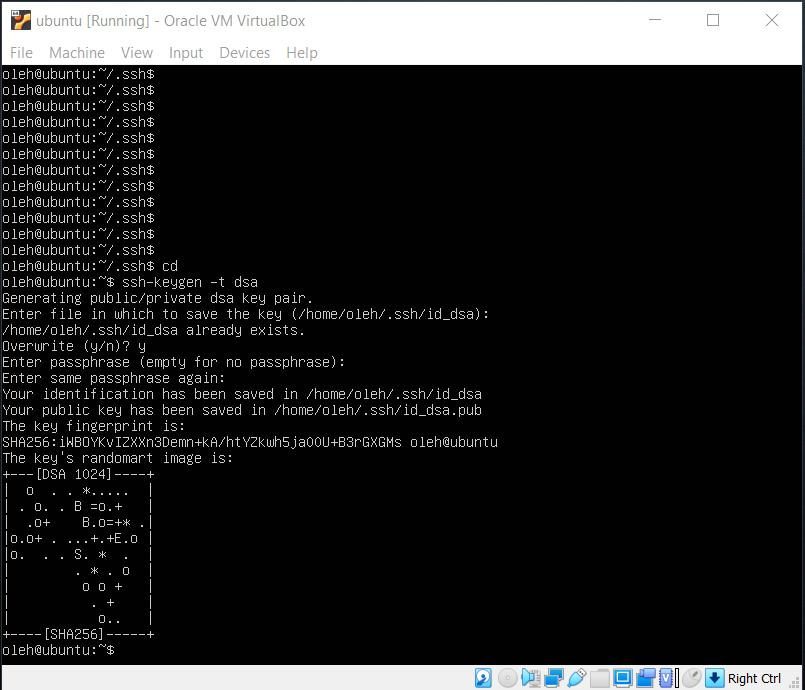 ubuntu [Running] - Oracle VM VirtualBox
File Machine View Input Devices Help
oleh@ubuntu:~/.ssh$
oleh@ubuntu:~/.ssh$
oleh@ubuntu:~/.ssh$
oleh@ubuntu:~/.ssh$
oleh@ubuntu:~/.ssh$
oleh@ubuntu:~/.ssh$
oleh@ubuntu:~/.ssh$
oleh@ubuntu:~/.ssh$
oleh@ubuntu:~/.ssh$
oleh@ubuntu:~/.ssh$
oleh@ubuntu:~/.ssh$
oleh@ubuntu:~/.ssh$
oleh@ubuntu:~/.ssh$ cd
oleh@ubuntu:~$ ssh-keygen -t dsa
Generating public/private dsa key pair.
Enter file in which to save the key (/home/oleh/.ssh/id_dsa):
/home/oleh/.ssh/id_dsa already exists.
Overwrite (y/n)? y
Enter passphrase (empty for no passphrase):
Enter same passphrase again:
Your identification has been saved in /home/oleh/.ssh/id_dsa
Your public key has been saved in /home/oleh/.ssh/id_dsa.pub
The key fingerprint is:
SHA256:iWBOYKvIZXXn3Demn+kA/htYZkwh5ja00U+B3rGXGMs oleh@ubuntu
The key's randomart image is:
+---[DSA 1024]----+
|  o  . . *.....  |
| . o. . B =o.+   |
|  .o+    B.o=+* .|
|o.o+ . ...+.+E.o |
|o.  . . S. *  .  |
|        . * . o  |
|         o o +   |
|          . +    |
|           o..   |
+----[SHA256]-----+
oleh@ubuntu:~$
Right Ctrl